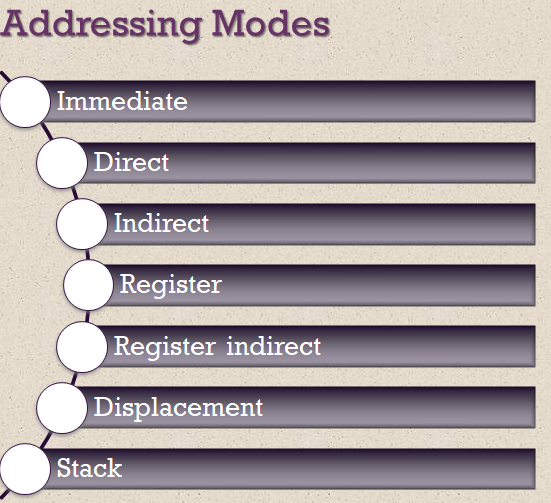 Addressing Modes
Immediate
Direct
Indirect
Register
Register indirect
Displacement
Stack